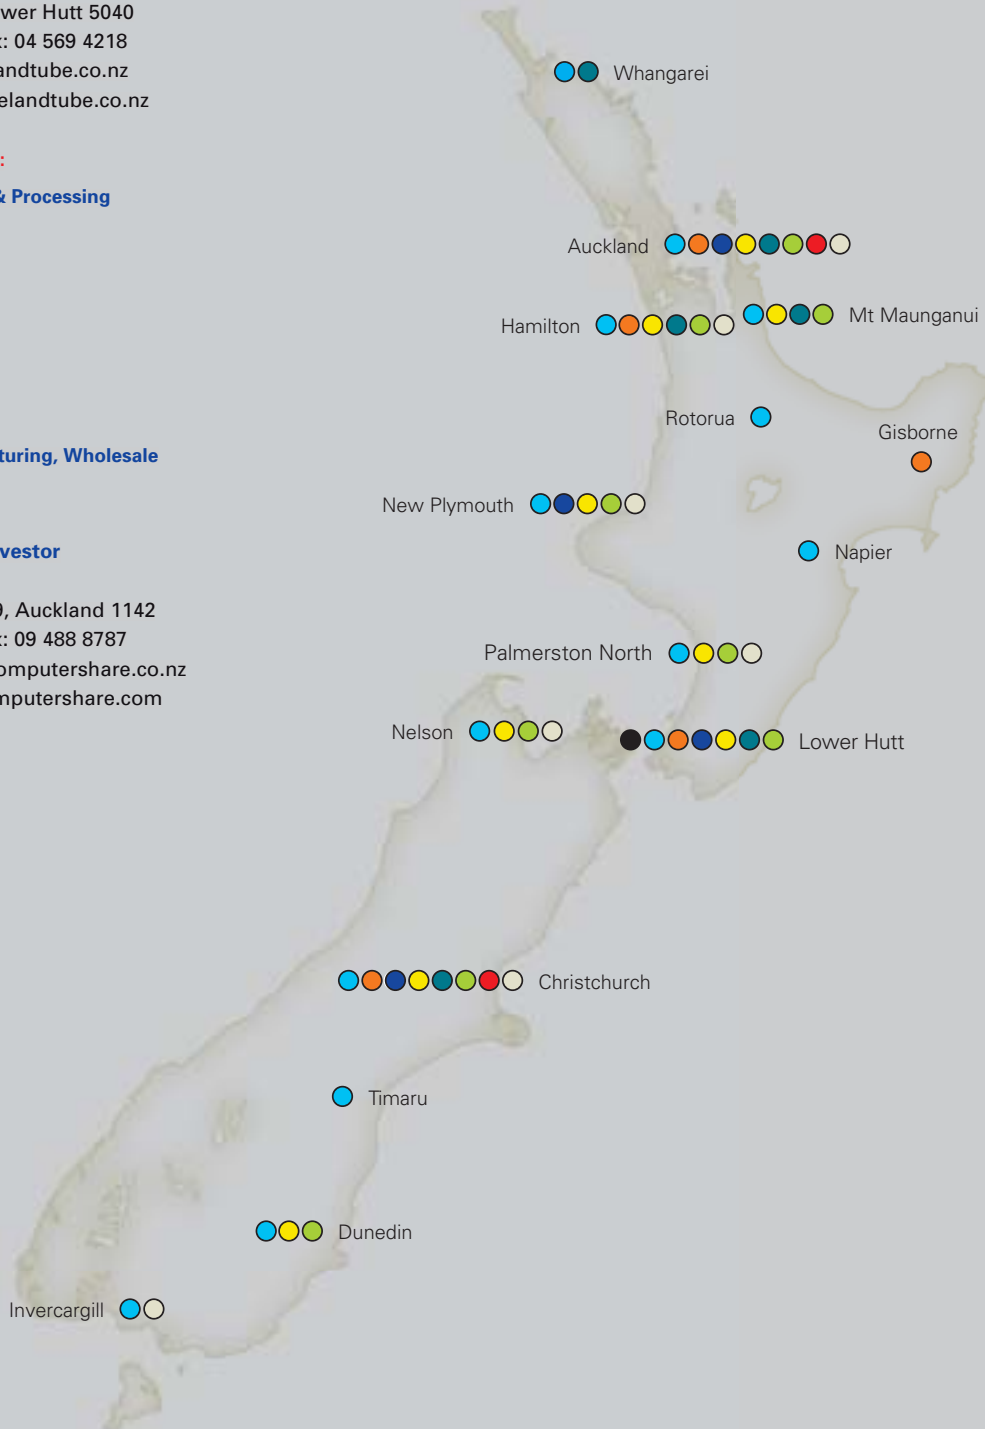 wer Hutt 5040
: 04 569 4218
andtube.co.nz
elandtube.co.nz
:
& Processing
turing, Wholesale
vestor
9, Auckland 1142
: 09 488 8787
omputershare.co.nz
mputershare.com
Whangarei
Auckland
Hamilton
Mt Maunganui
Rotorua
Gisborne
New Plymouth
Napier
Palmerston North
Nelson
Lower Hutt
Christchurch
Timaru
Dunedin
Invercargill